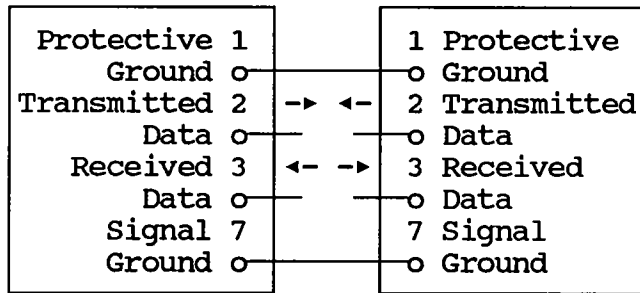 Protective 1
Ground
Transmitted 2
Data
Received 3
Data
Signal 7
Ground
1 Protective
Ground
2 Transmitted
Data
3 Received
Data
7 Signal
Ground